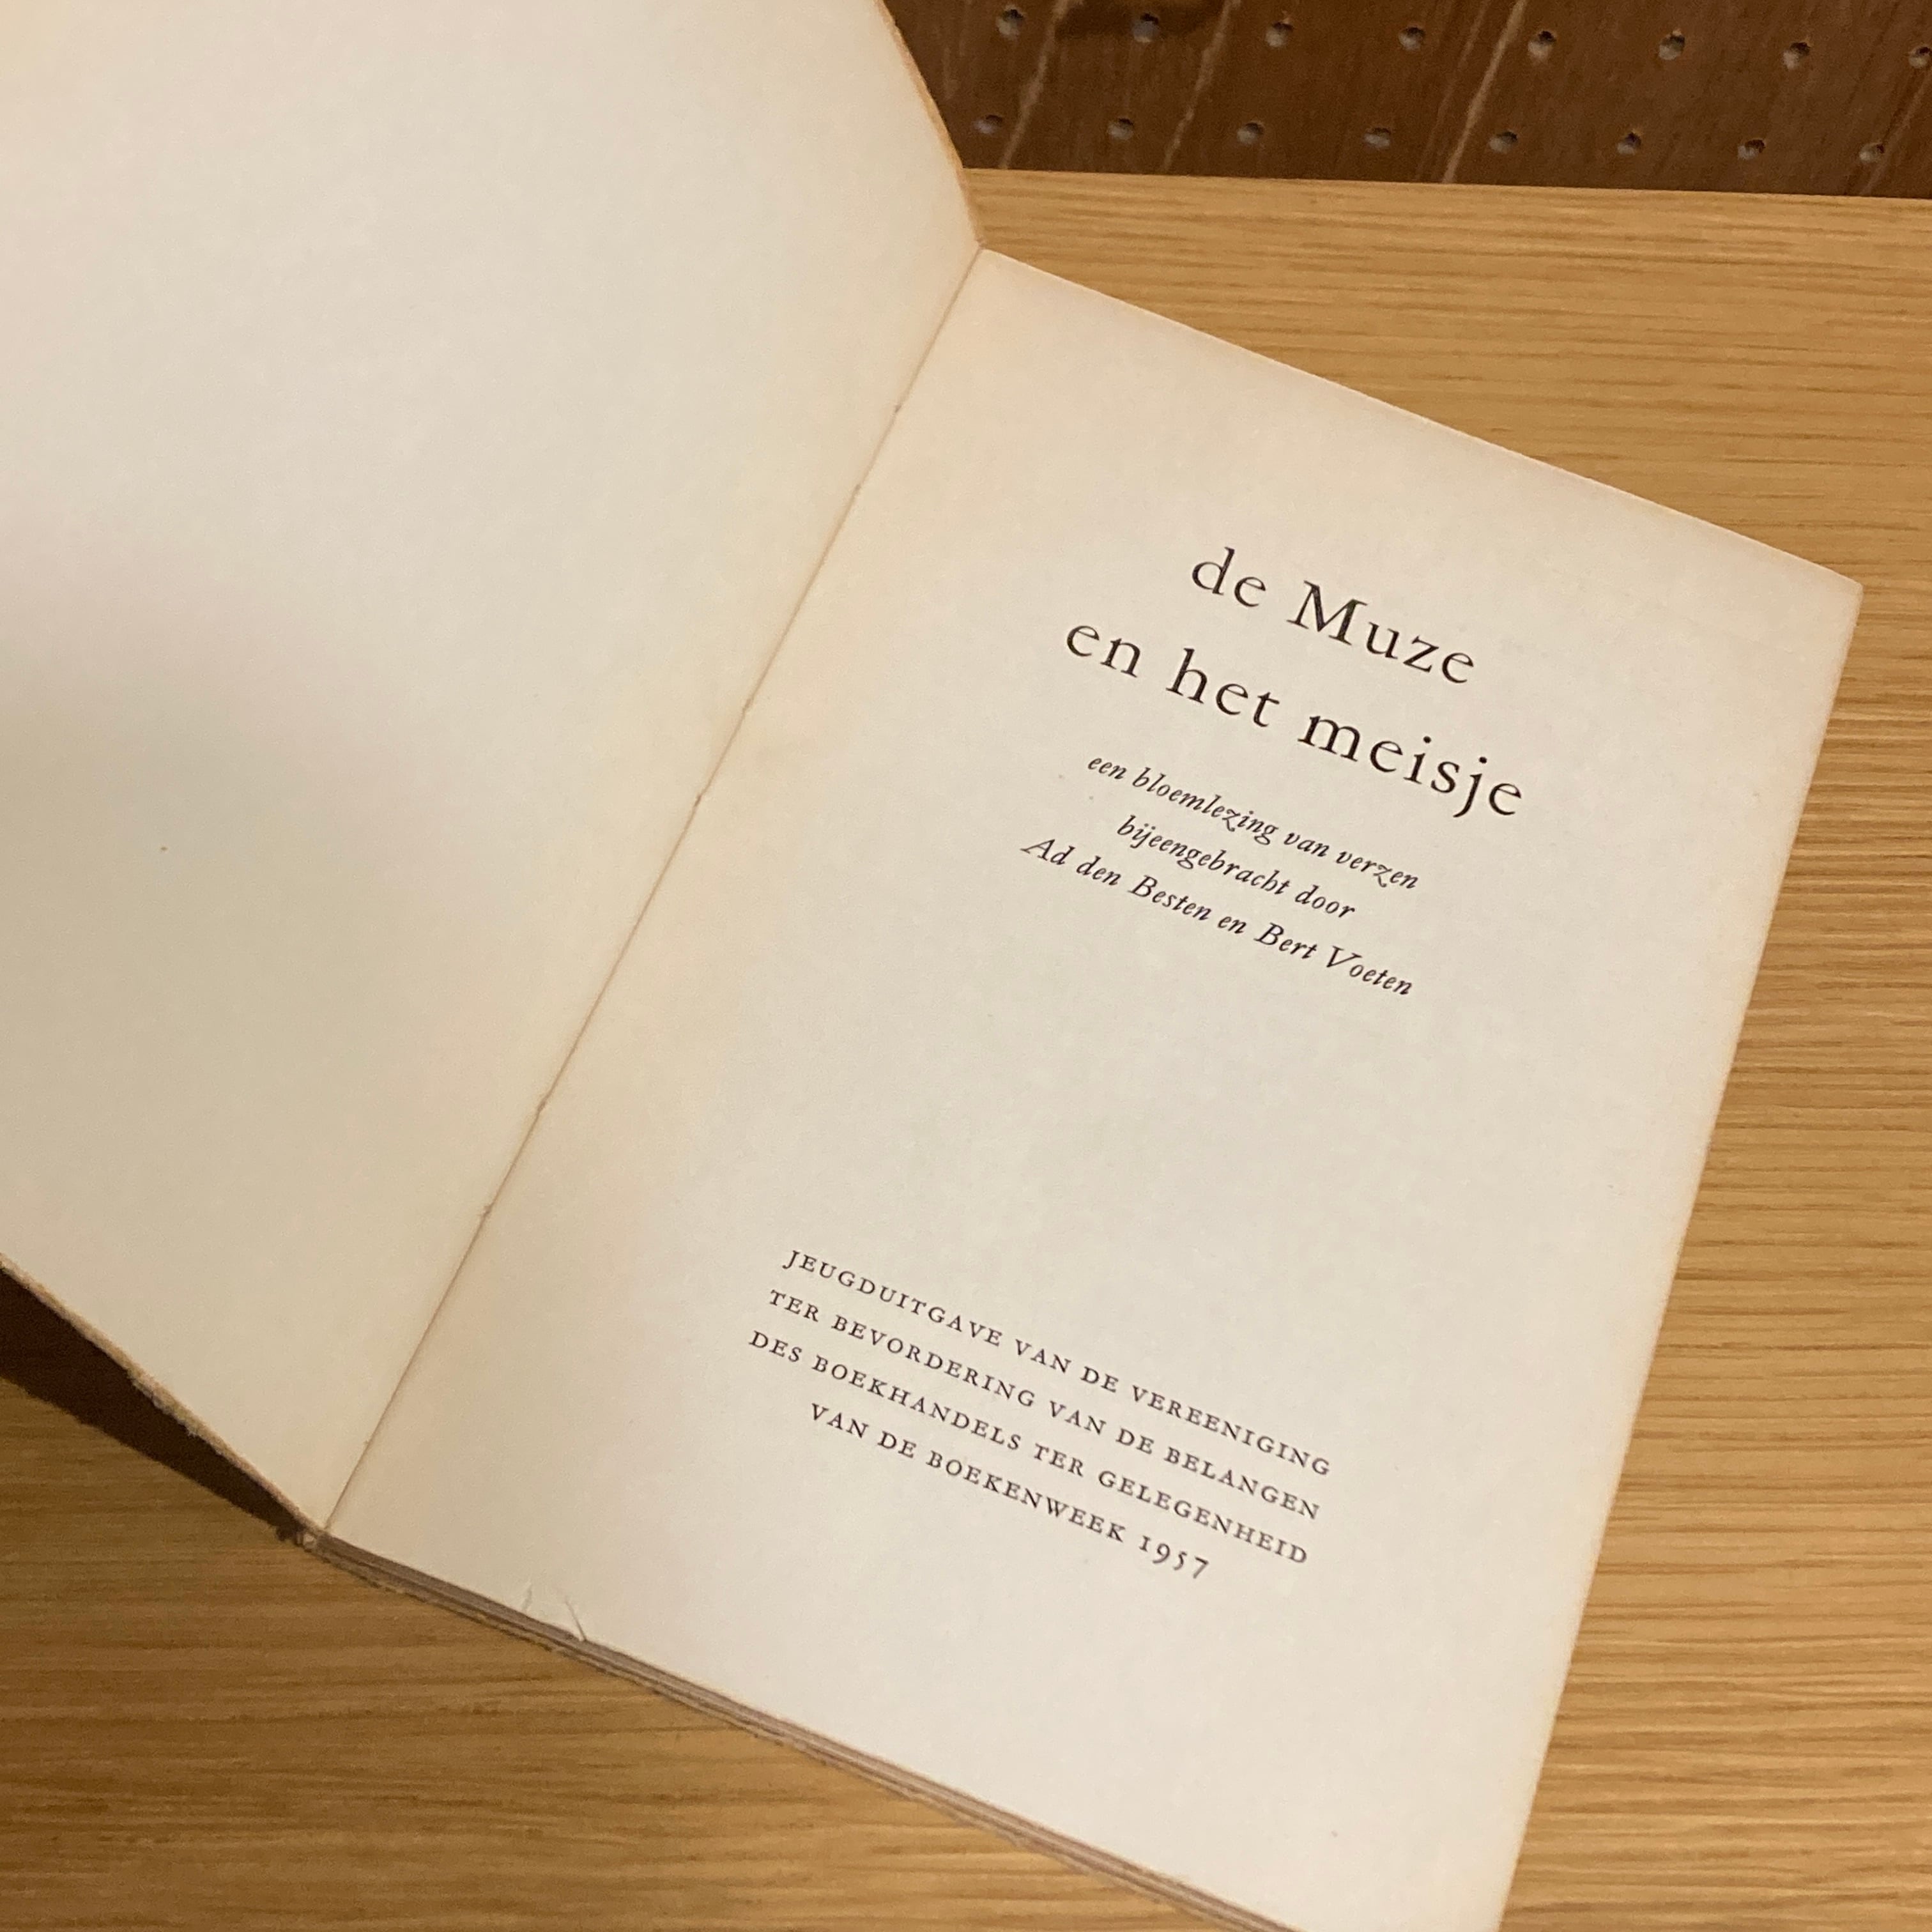 de Muze
en het meisje
een bloemlezing van verzen
bijeengebracht door
Ad den Besten en Bert Voeten
JEUGDUITGAVE VAN DE VEREENIGING
TER BEVORDERING VAN DE BELANGEN
DES BOEKHANDELS TER GELEGENHEID
VAN DE BOEKENWEEK 1957